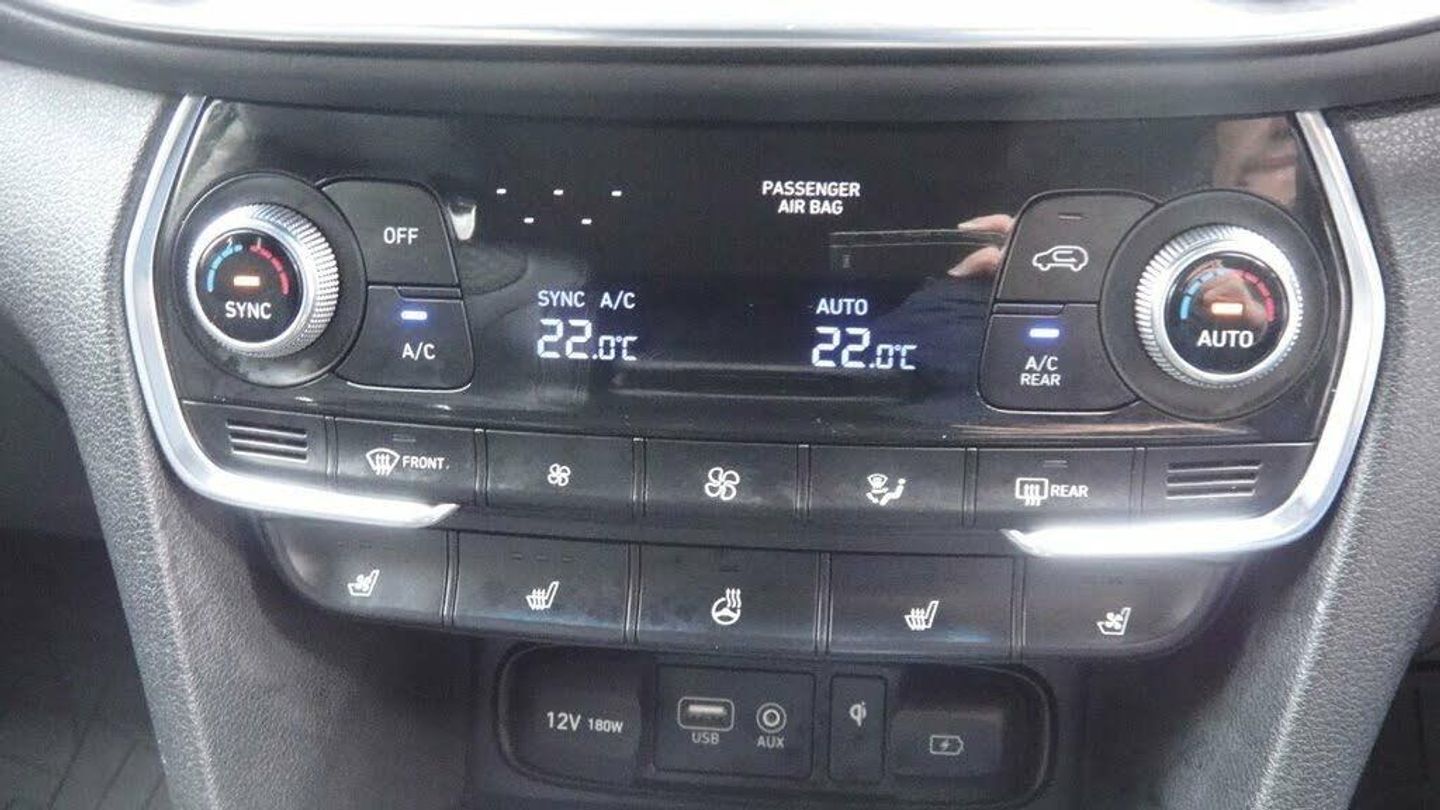 PASSENGER
AIR BAG
OFF
SYNC A/C
AUTO
SYNC
22.0°C
22.0°C
A/C
AUTO
A/C
REAR
FRONT.
REAR
12V 180W
USB
AUX
qi